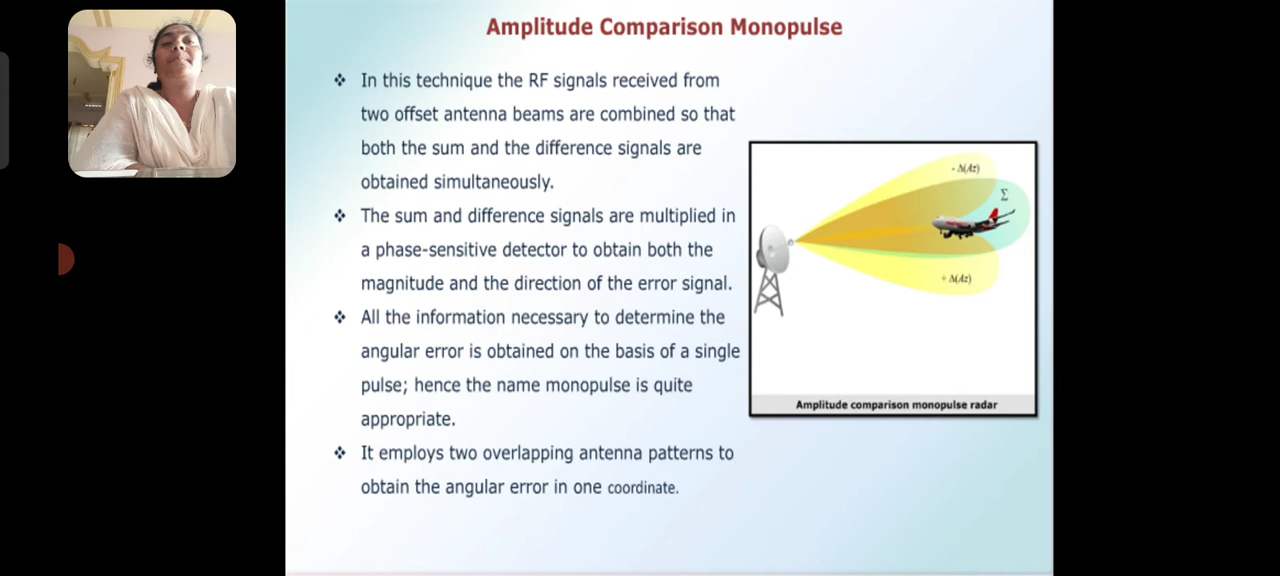 Amplitude Comparison Monopulse
❖ In this technique the RF signals received from
two offset antenna beams are combined so that
both the sum and the difference signals are
obtained simultaneously.
❖ The sum and difference signals are multiplied in
a phase-sensitive detector to obtain both the
magnitude and the direction of the error signal.
❖ All the information necessary to determine the
angular error is obtained on the basis of a single
pulse; hence the name monopulse is quite
appropriate.
❖ It employs two overlapping antenna patterns to
obtain the angular error in one coordinate.
- Δ(Az)
Σ
+ Δ(Az)
Amplitude comparison monopulse radar